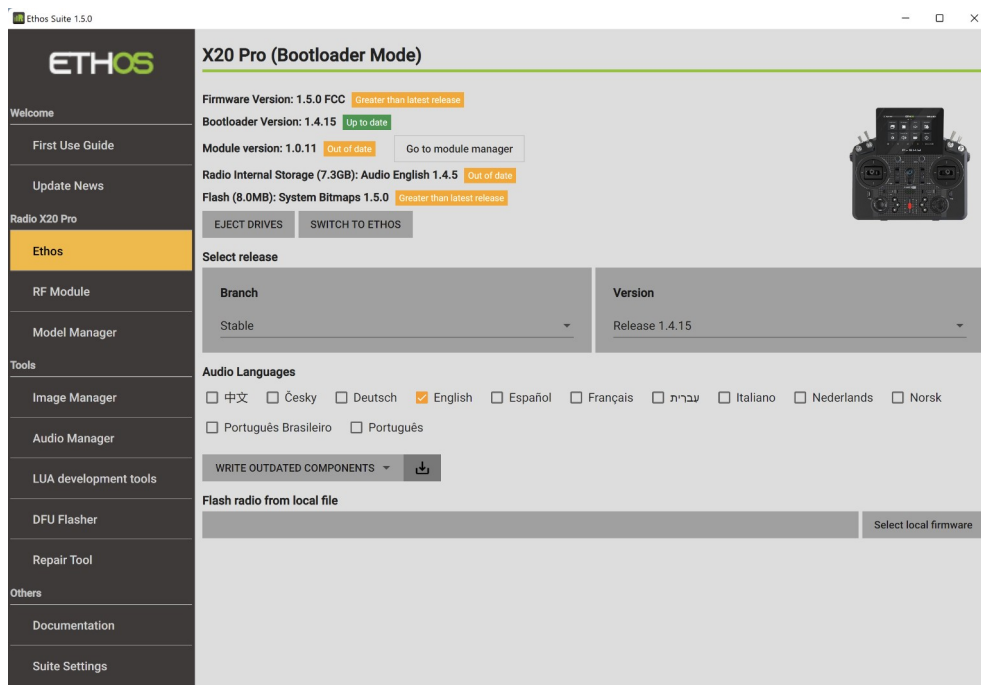 Ethos Suite 1.5.0
ETHOS
Welcome
First Use Guide
Update News
Radio X20 Pro
Ethos
RF Module
Model Manager
Tools
Image Manager
Audio Manager
LUA development tools
DFU Flasher
Repair Tool
Others
Documentation
Suite Settings
X20 Pro (Bootloader Mode)
Firmware Version: 1.5.0 FCC Greater than latest release
Bootloader Version: 1.4.15 Up to date
Module version: 1.0.11 Out of date Go to module manager
Radio Internal Storage (7.3GB): Audio English 1.4.5 Out of date
Flash (8.0MB): System Bitmaps 1.5.0 Greater than latest release
EJECT DRIVES SWITCH TO ETHOS
Select release
Branch Version
Stable Release 1.4.15
Audio Languages
中文 Česky Deutsch English Español Français עברית Italiano Nederlands Norsk
Português Brasileiro Português
WRITE OUTDATED COMPONENTS
Flash radio from local file
Select local firmware